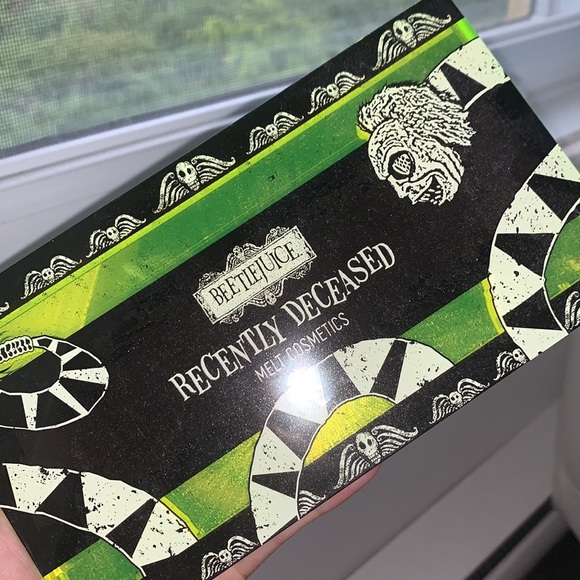 BEETLEJUICE
RECENTLY DECEASED
MELT COSMETICS